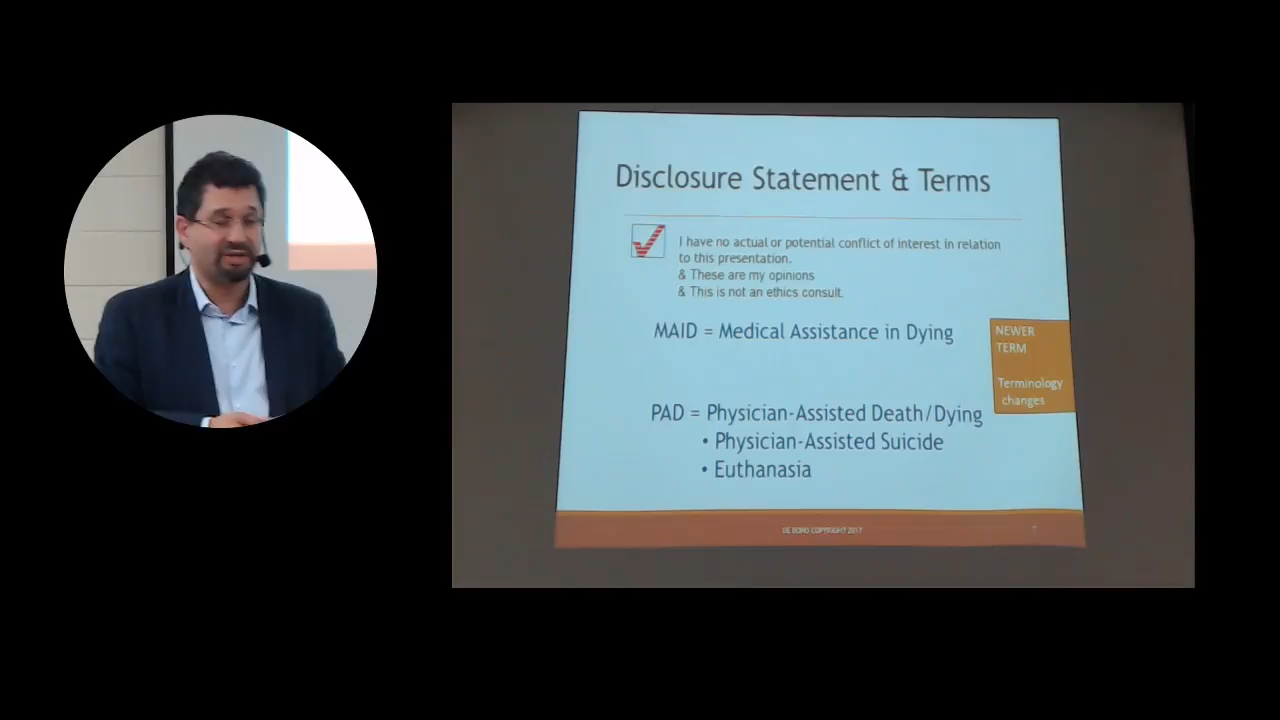 Disclosure Statement & Terms
I have no actual or potential conflict of interest in relation
to this presentation.
& These are my opinions
& This is not an ethics consult.
MAID = Medical Assistance in Dying
NEWER
TERM
Terminology
changes
PAD = Physician-Assisted Death/Dying
• Physician-Assisted Suicide
• Euthanasia
COPYRIGHT 2017